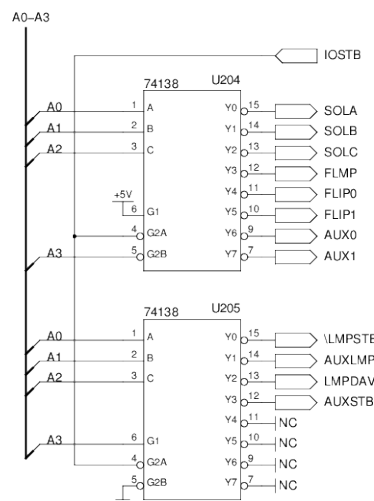 A0-A3
IOSTB
74138 U204
A0 1 A Y0 15 SOLA
A1 2 B Y1 14 SOLB
A2 3 C Y2 13 SOLC
Y3 12 FLMP
+5V Y4 11 FLIP0
6 G1 Y5 10 FLIP1
4 G2A Y6 9 AUX0
A3 5 G2B Y7 7 AUX1
74138 U205
A0 1 A Y0 15 \LMPSTB
A1 2 B Y1 14 AUXLMP
A2 3 C Y2 13 LMPDAV
Y3 12 AUXSTB
Y4 11 NC
A3 6 G1 Y5 10 NC
4 G2A Y6 9 NC
5 G2B Y7 7 NC